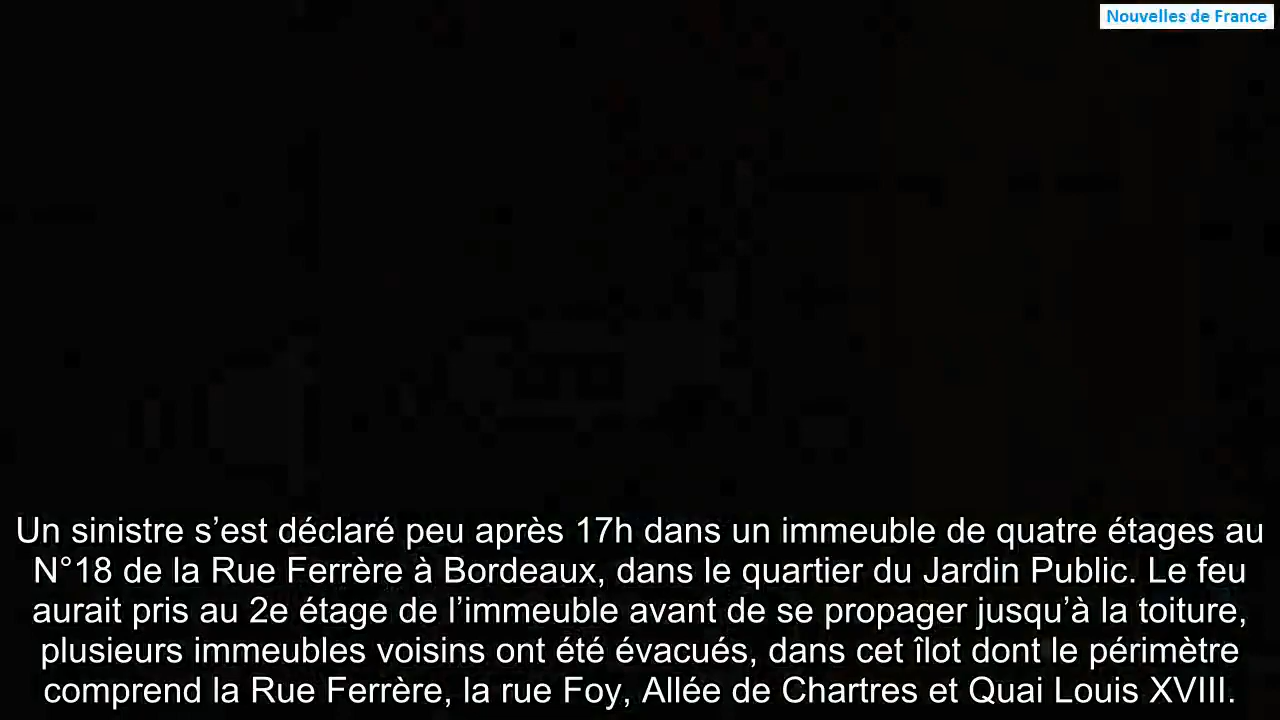 Nouvelles de France
Un sinistre s’est déclaré peu après 17h dans un immeuble de quatre étages au
N°18 de la Rue Ferrère à Bordeaux, dans le quartier du Jardin Public. Le feu
aurait pris au 2e étage de l’immeuble avant de se propager jusqu’à la toiture,
plusieurs immeubles voisins ont été évacués, dans cet îlot dont le périmètre
comprend la Rue Ferrère, la rue Foy, Allée de Chartres et Quai Louis XVIII.